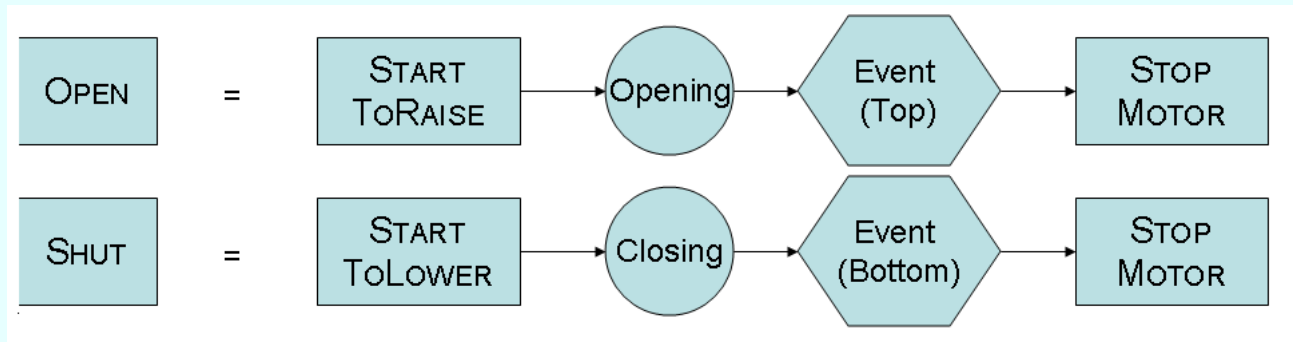 OPEN
=
START
TORAISE
Opening
Event
(Top)
STOP
MOTOR
SHUT
=
START
TOLOWER
Closing
Event
(Bottom)
STOP
MOTOR